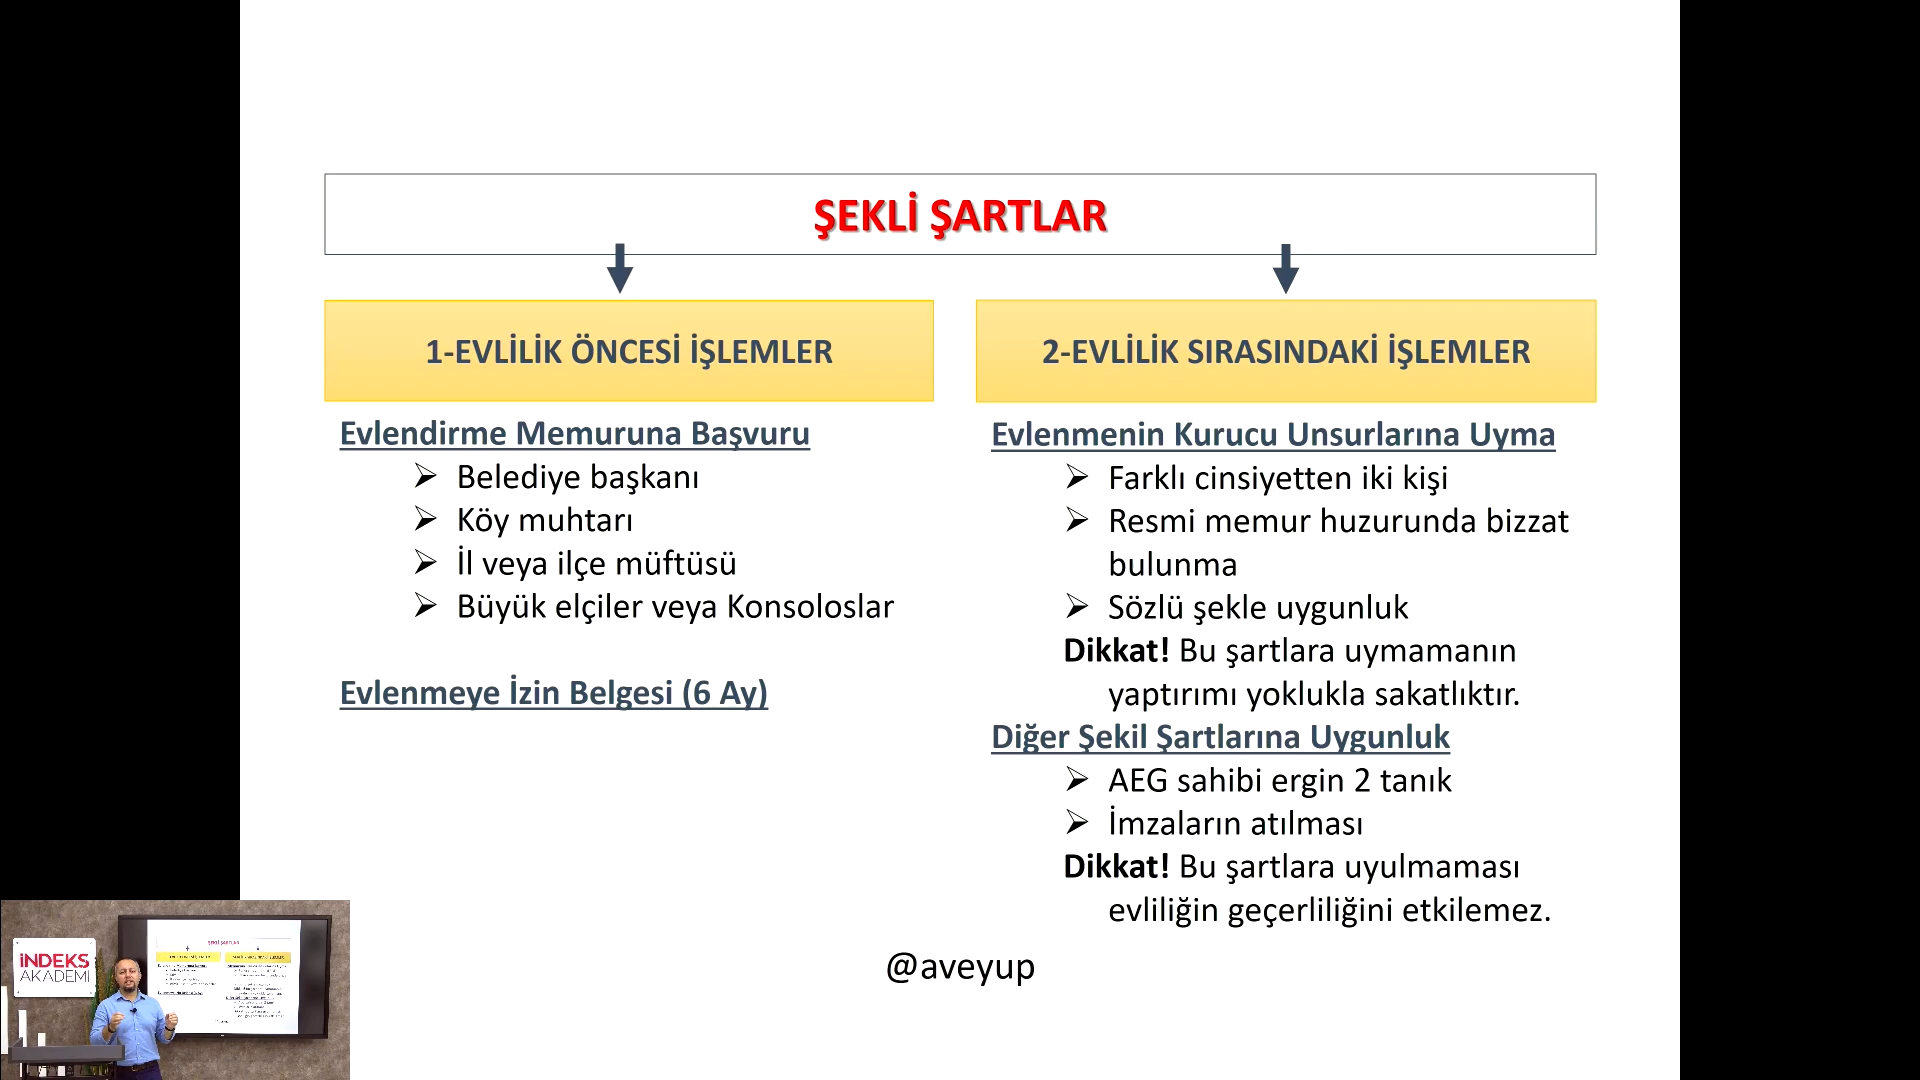 ŞEKLİ ŞARTLAR
1-EVLİLİK ÖNCESİ İŞLEMLER
Evlendirme Memuruna Başvuru
➢ Belediye başkanı
➢ Köy muhtarı
➢ İl veya ilçe müftüsü
➢ Büyük elçiler veya Konsoloslar
Evlenmeye İzin Belgesi (6 Ay)
2-EVLİLİK SIRASINDAKİ İŞLEMLER
Evlenmenin Kurucu Unsurlarına Uyma
➢ Farklı cinsiyetten iki kişi
➢ Resmi memur huzurunda bizzat
bulunma
➢ Sözlü şekle uygunluk
Dikkat! Bu şartlara uymamanın
yaptırımı yoklukla sakatlıktır.
Diğer Şekil Şartlarına Uygunluk
➢ AEG sahibi ergin 2 tanık
➢ İmzaların atılması
Dikkat! Bu şartlara uyulmaması
evliliğin geçerliliğini etkilemez.
@aveyup
İNDEKS
AKADEMİ
ŞEKLİ ŞARTLAR